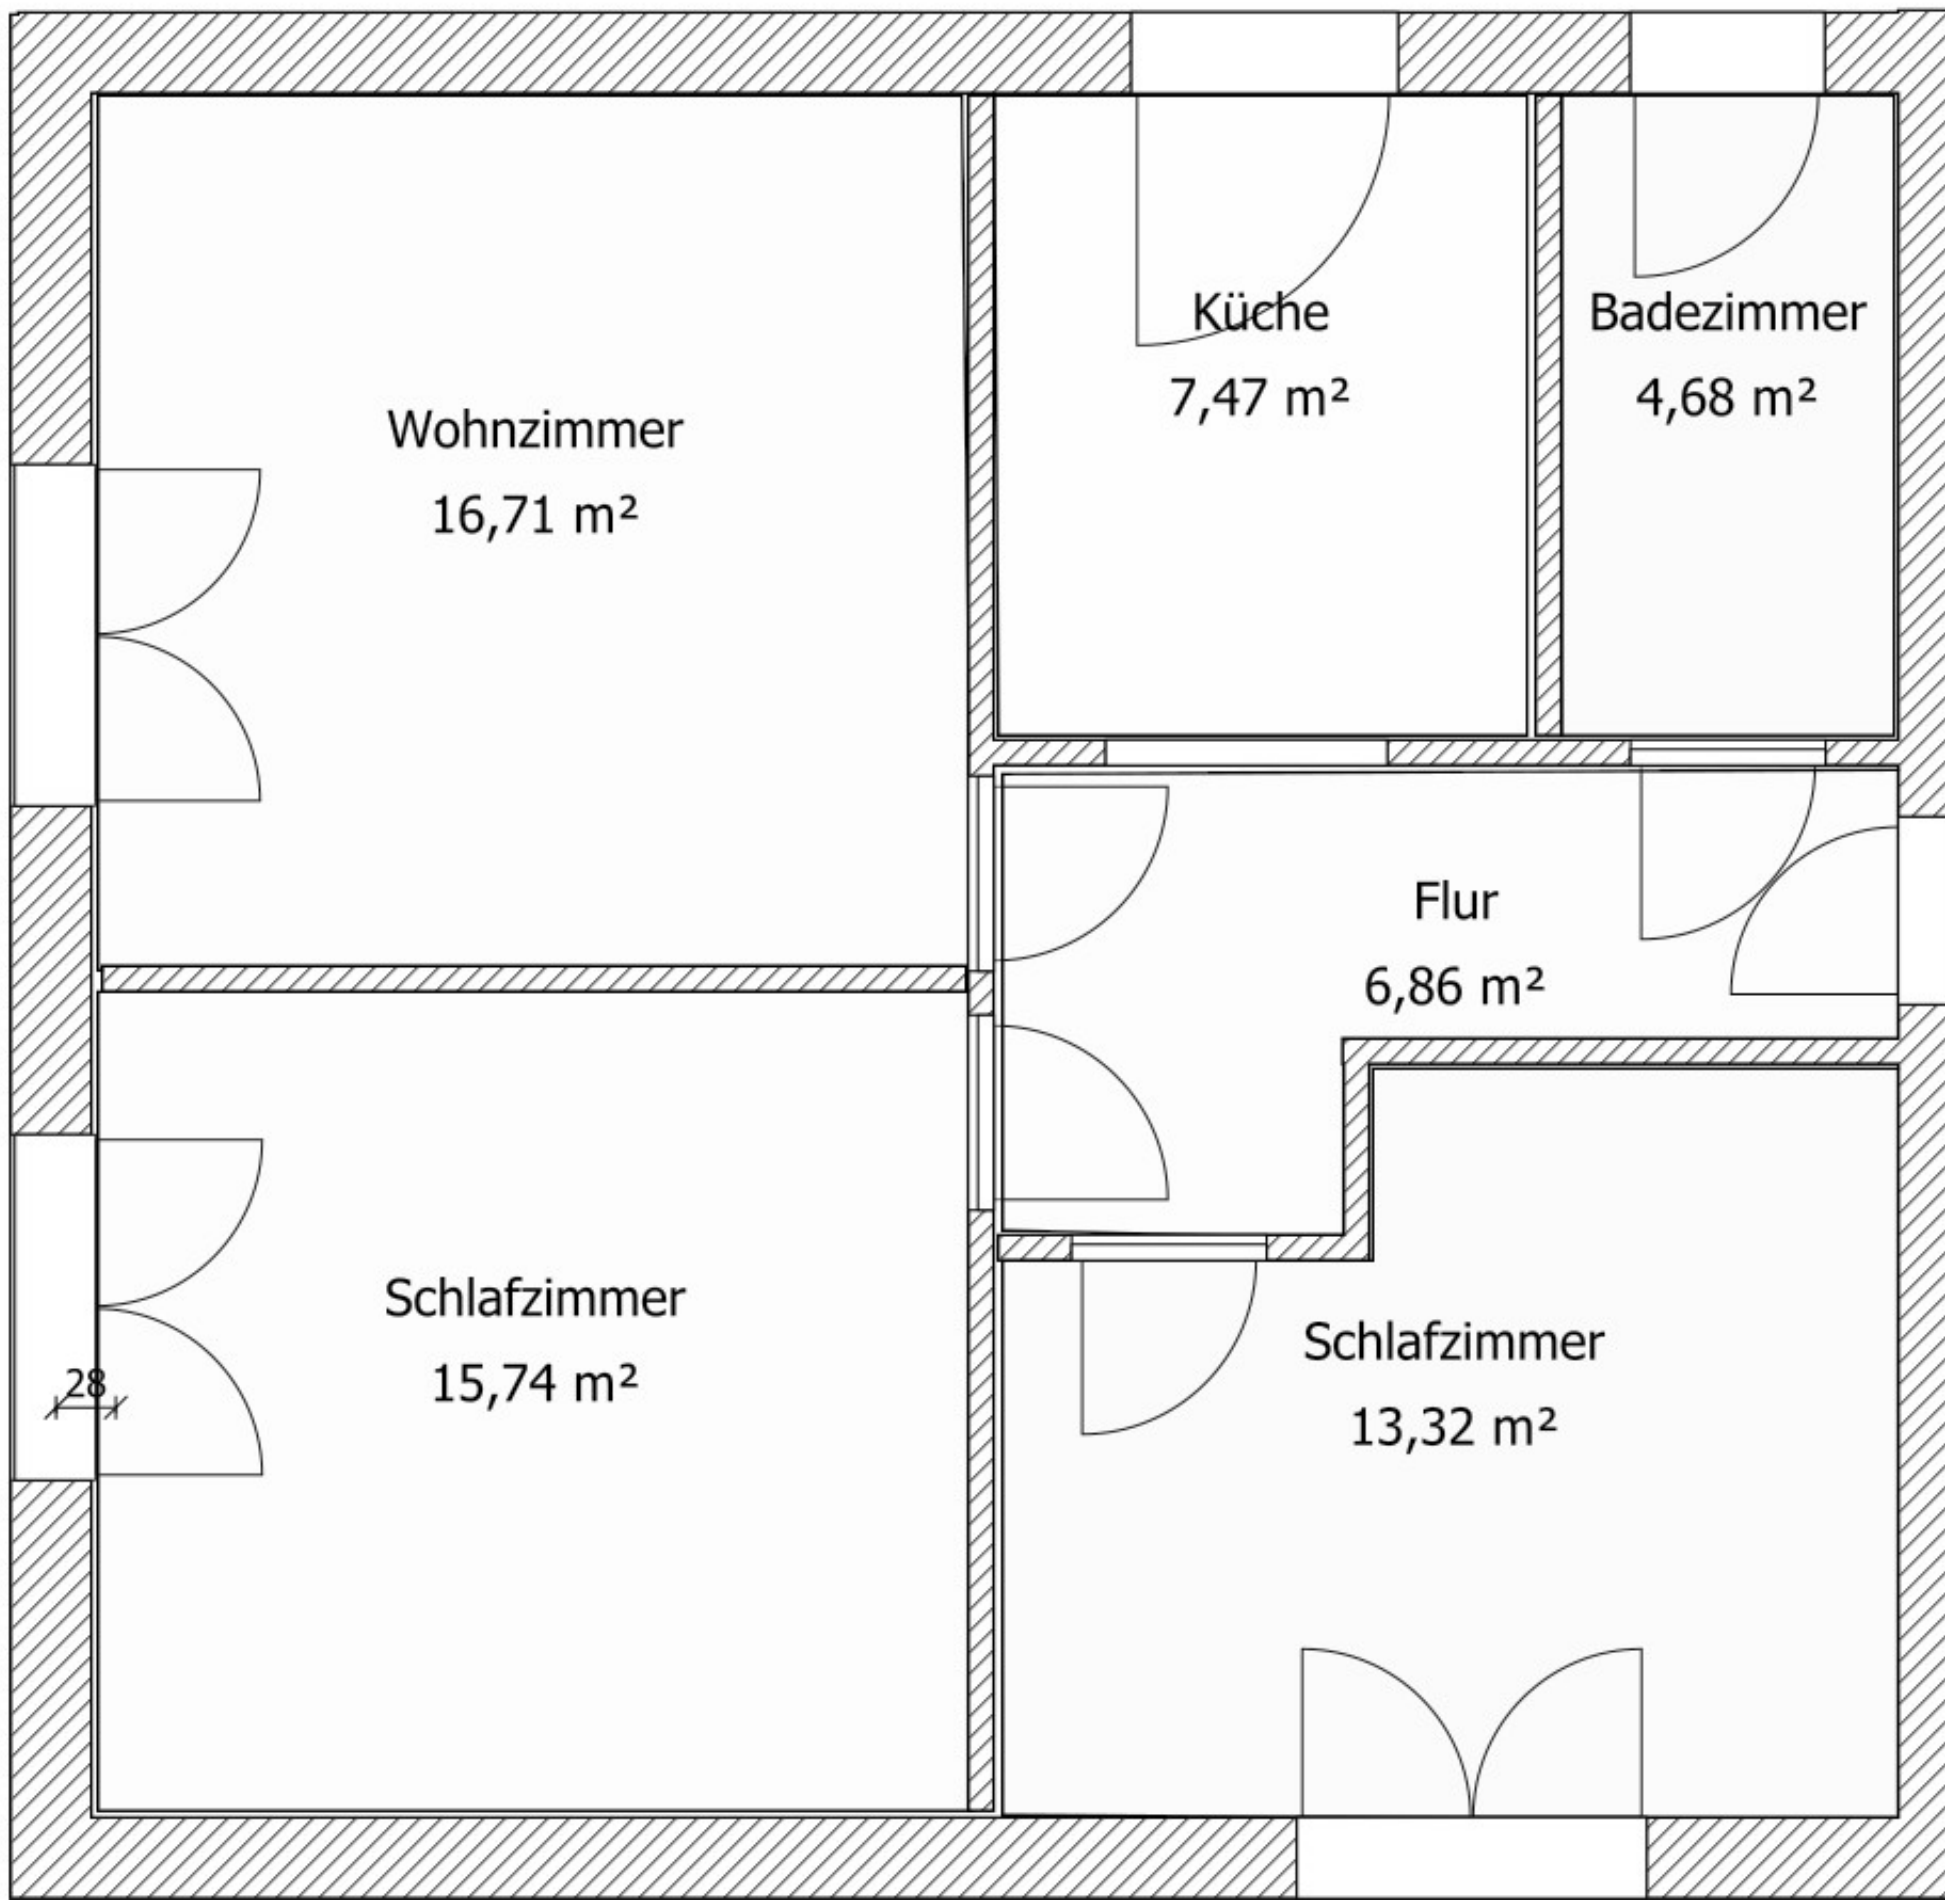 Küche
7,47 m²
Badezimmer
4,68 m²
Wohnzimmer
16,71 m²
Flur
6,86 m²
Schlafzimmer
15,74 m²
28
Schlafzimmer
13,32 m²